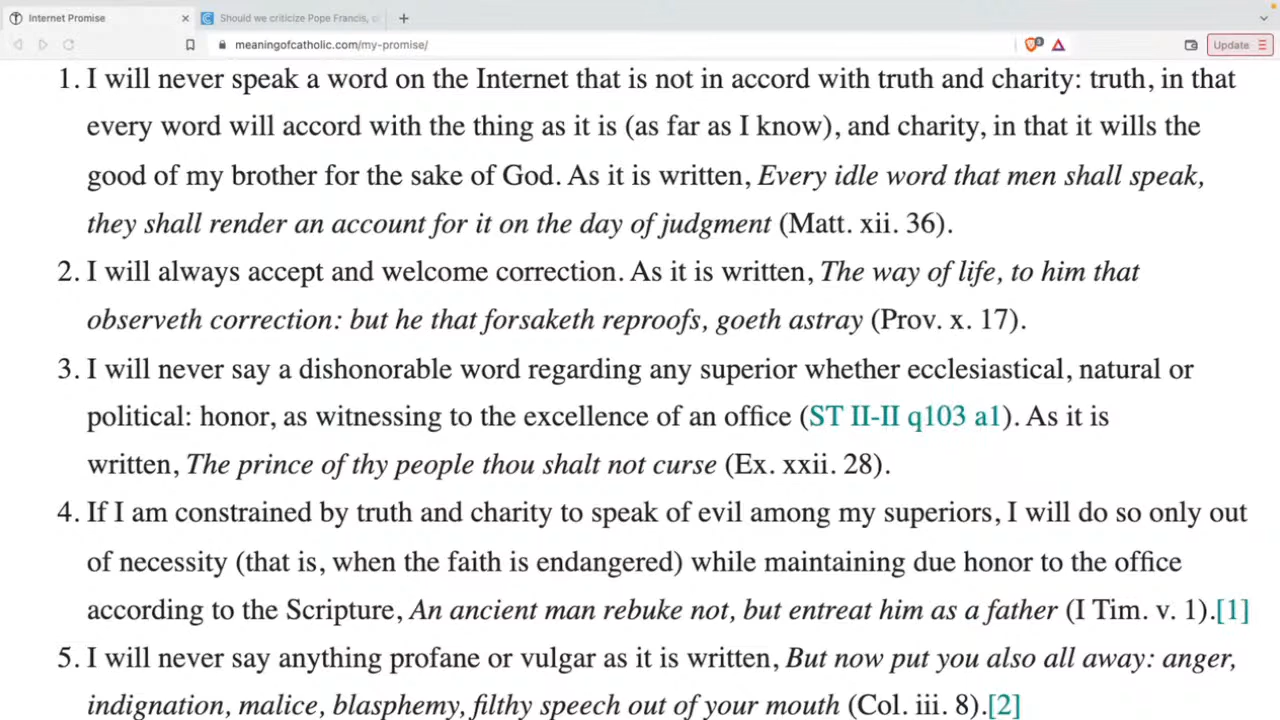 Internet Promise
Should we criticize Pope Francis, o
meaningofcatholic.com/my-promise/
3
Update
1. I will never speak a word on the Internet that is not in accord with truth and charity: truth, in that
every word will accord with the thing as it is (as far as I know), and charity, in that it wills the
good of my brother for the sake of God. As it is written, Every idle word that men shall speak,
they shall render an account for it on the day of judgment (Matt. xii. 36).
2. I will always accept and welcome correction. As it is written, The way of life, to him that
observeth correction: but he that forsaketh reproofs, goeth astray (Prov. x. 17).
3. I will never say a dishonorable word regarding any superior whether ecclesiastical, natural or
political: honor, as witnessing to the excellence of an office (ST II-II q103 a1). As it is
written, The prince of thy people thou shalt not curse (Ex. xxii. 28).
4. If I am constrained by truth and charity to speak of evil among my superiors, I will do so only out
of necessity (that is, when the faith is endangered) while maintaining due honor to the office
according to the Scripture, An ancient man rebuke not, but entreat him as a father (I Tim. v. 1).[1]
5. I will never say anything profane or vulgar as it is written, But now put you also all away: anger,
indignation, malice, blasphemy, filthy speech out of your mouth (Col. iii. 8).[2]